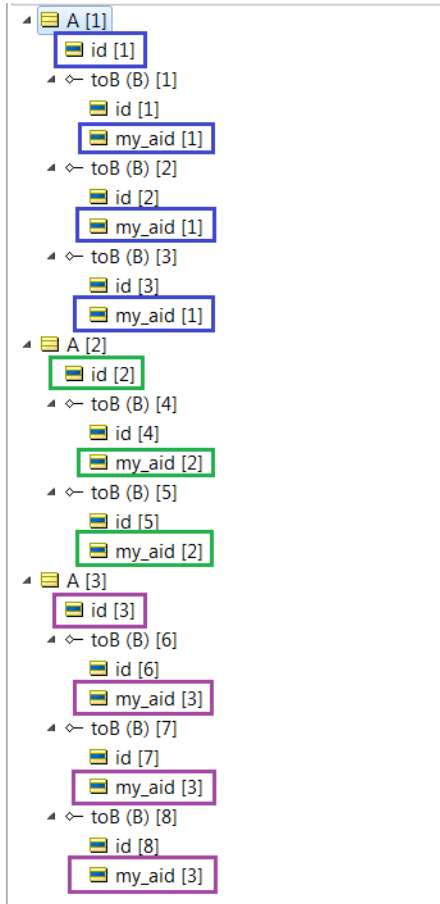 A [1]
id [1]
toB (B) [1]
id [1]
my_aid [1]
toB (B) [2]
id [2]
my_aid [1]
toB (B) [3]
id [3]
my_aid [1]
A [2]
id [2]
toB (B) [4]
id [4]
my_aid [2]
toB (B) [5]
id [5]
my_aid [2]
A [3]
id [3]
toB (B) [6]
id [6]
my_aid [3]
toB (B) [7]
id [7]
my_aid [3]
toB (B) [8]
id [8]
my_aid [3]